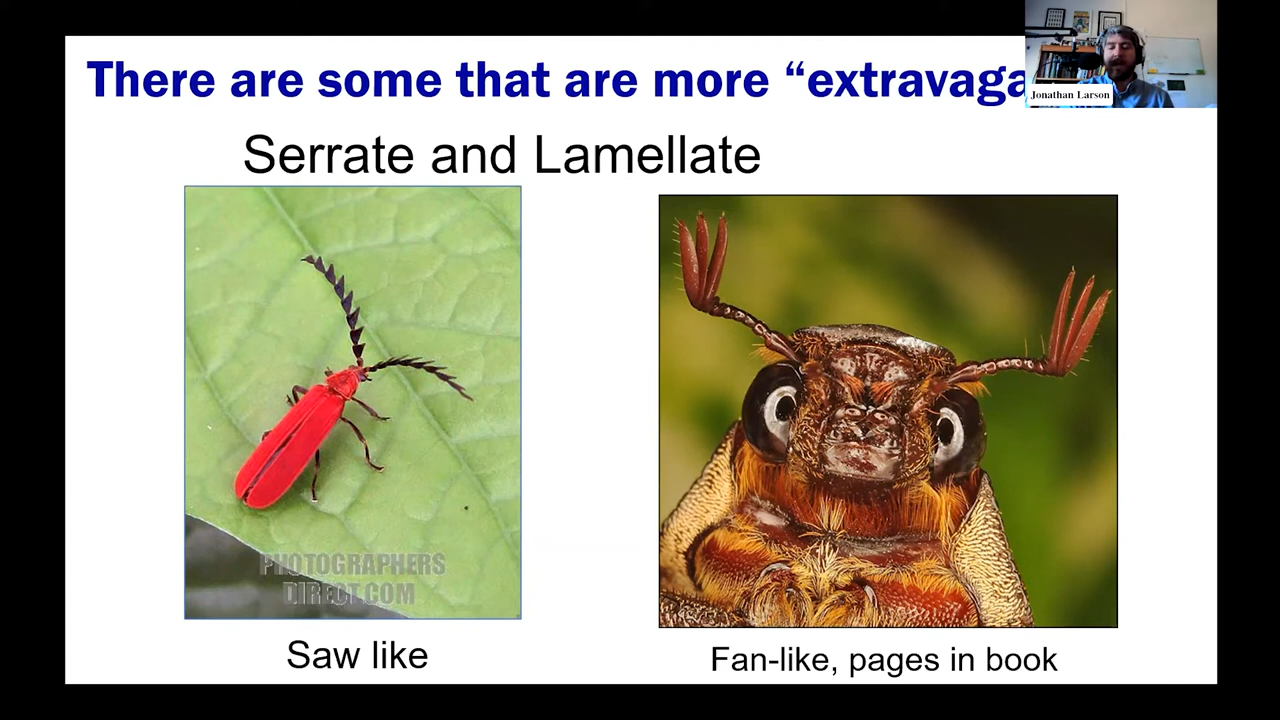 There are some that are more “extravaga
Jonathan Larson
Serrate and Lamellate
PHOTOGRAPHERS
DIRECT.COM
Saw like
Fan-like, pages in book